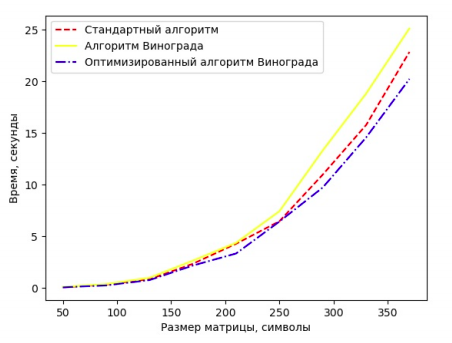 Стандартный алгоритм
Алгоритм Винограда
Оптимизированный алгоритм Винограда
25
20
15
10
5
0
Время, секунды
50 100 150 200 250 300 350
Размер матрицы, символы